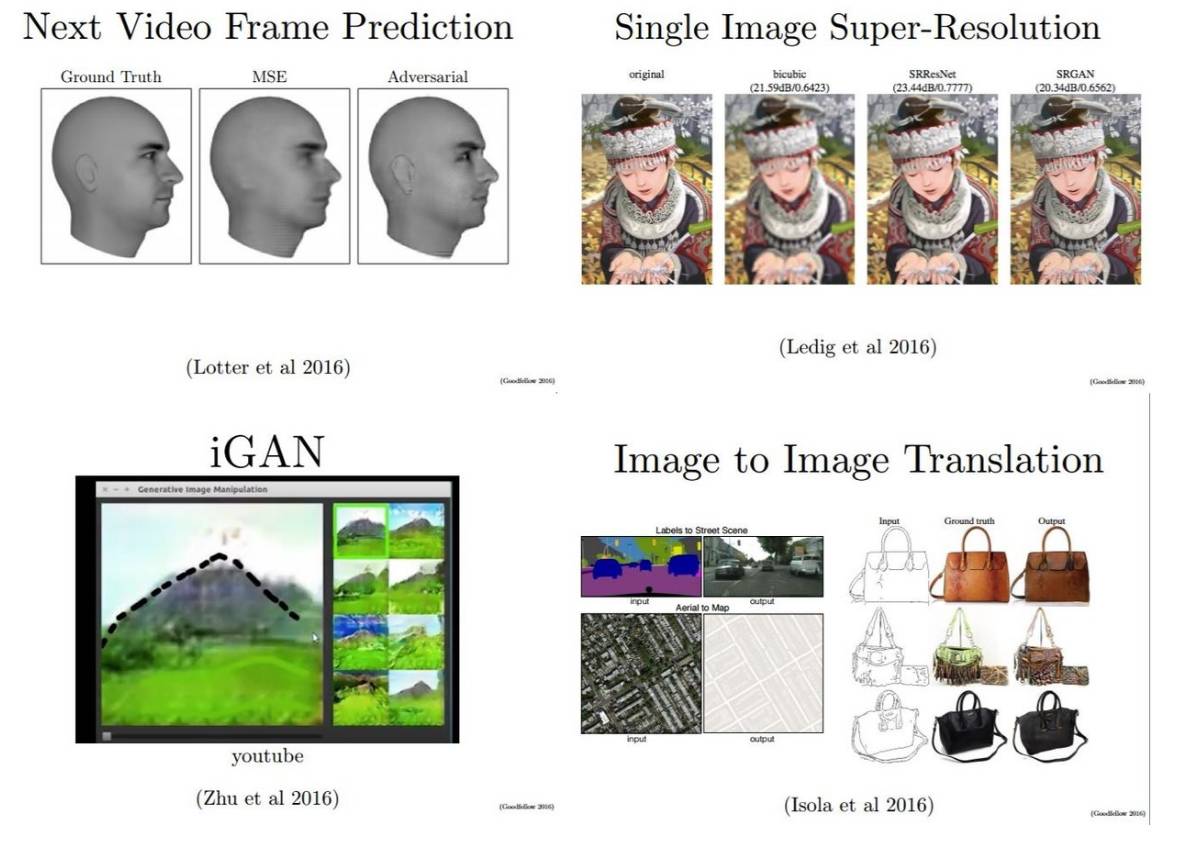 Next Video Frame Prediction
Ground Truth MSE Adversarial
(Lotter et al 2016)
(Goodfellow 2016)
Single Image Super-Resolution
original bicubic SRResNet SRGAN
(21.59dB/0.6423) (23.44dB/0.7777) (20.34dB/0.6562)
(Ledig et al 2016)
(Goodfellow 2016)
iGAN
Generative Image Manipulation
youtube
(Zhu et al 2016)
(Goodfellow 2016)
Image to Image Translation
Labels to Street Scene
input output
Aerial to Map
input output
Input Ground truth Output
(Isola et al 2016)
(Goodfellow 2016)